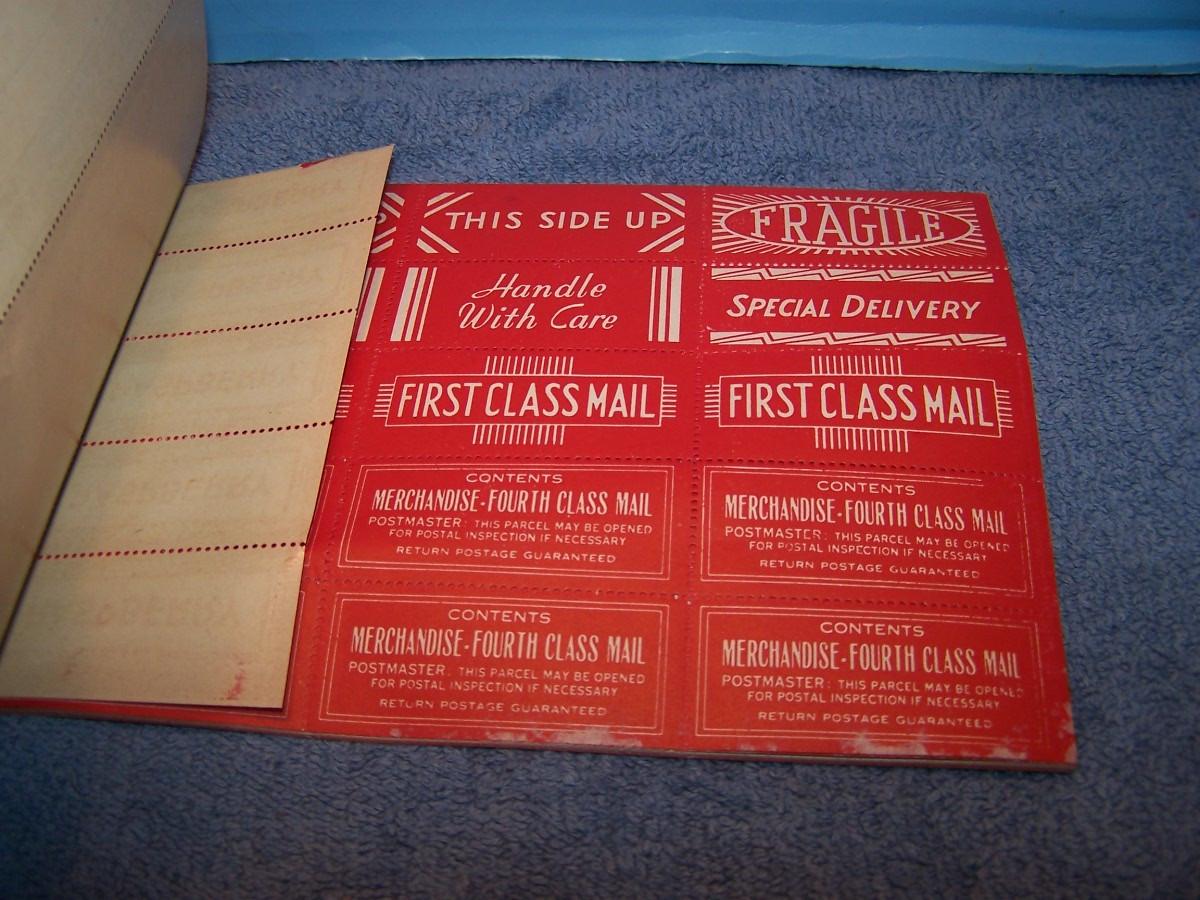 THIS SIDE UP
FRAGILE
Handle
With Care
SPECIAL DELIVERY
FIRST CLASS MAIL
FIRST CLASS MAIL
CONTENTS
MERCHANDISE-FOURTH CLASS MAIL
POSTMASTER: THIS PARCEL MAY BE OPENED
FOR POSTAL INSPECTION IF NECESSARY
RETURN POSTAGE GUARANTEED
CONTENTS
MERCHANDISE-FOURTH CLASS MAIL
POSTMASTER: THIS PARCEL MAY BE OPENED
FOR POSTAL INSPECTION IF NECESSARY
RETURN POSTAGE GUARANTEED
CONTENTS
MERCHANDISE-FOURTH CLASS MAIL
POSTMASTER: THIS PARCEL MAY BE OPENED
FOR POSTAL INSPECTION IF NECESSARY
RETURN POSTAGE GUARANTEED
CONTENTS
MERCHANDISE-FOURTH CLASS MAIL
POSTMASTER: THIS PARCEL MAY BE OPENED
FOR POSTAL INSPECTION IF NECESSARY
RETURN POSTAGE GUARANTEED